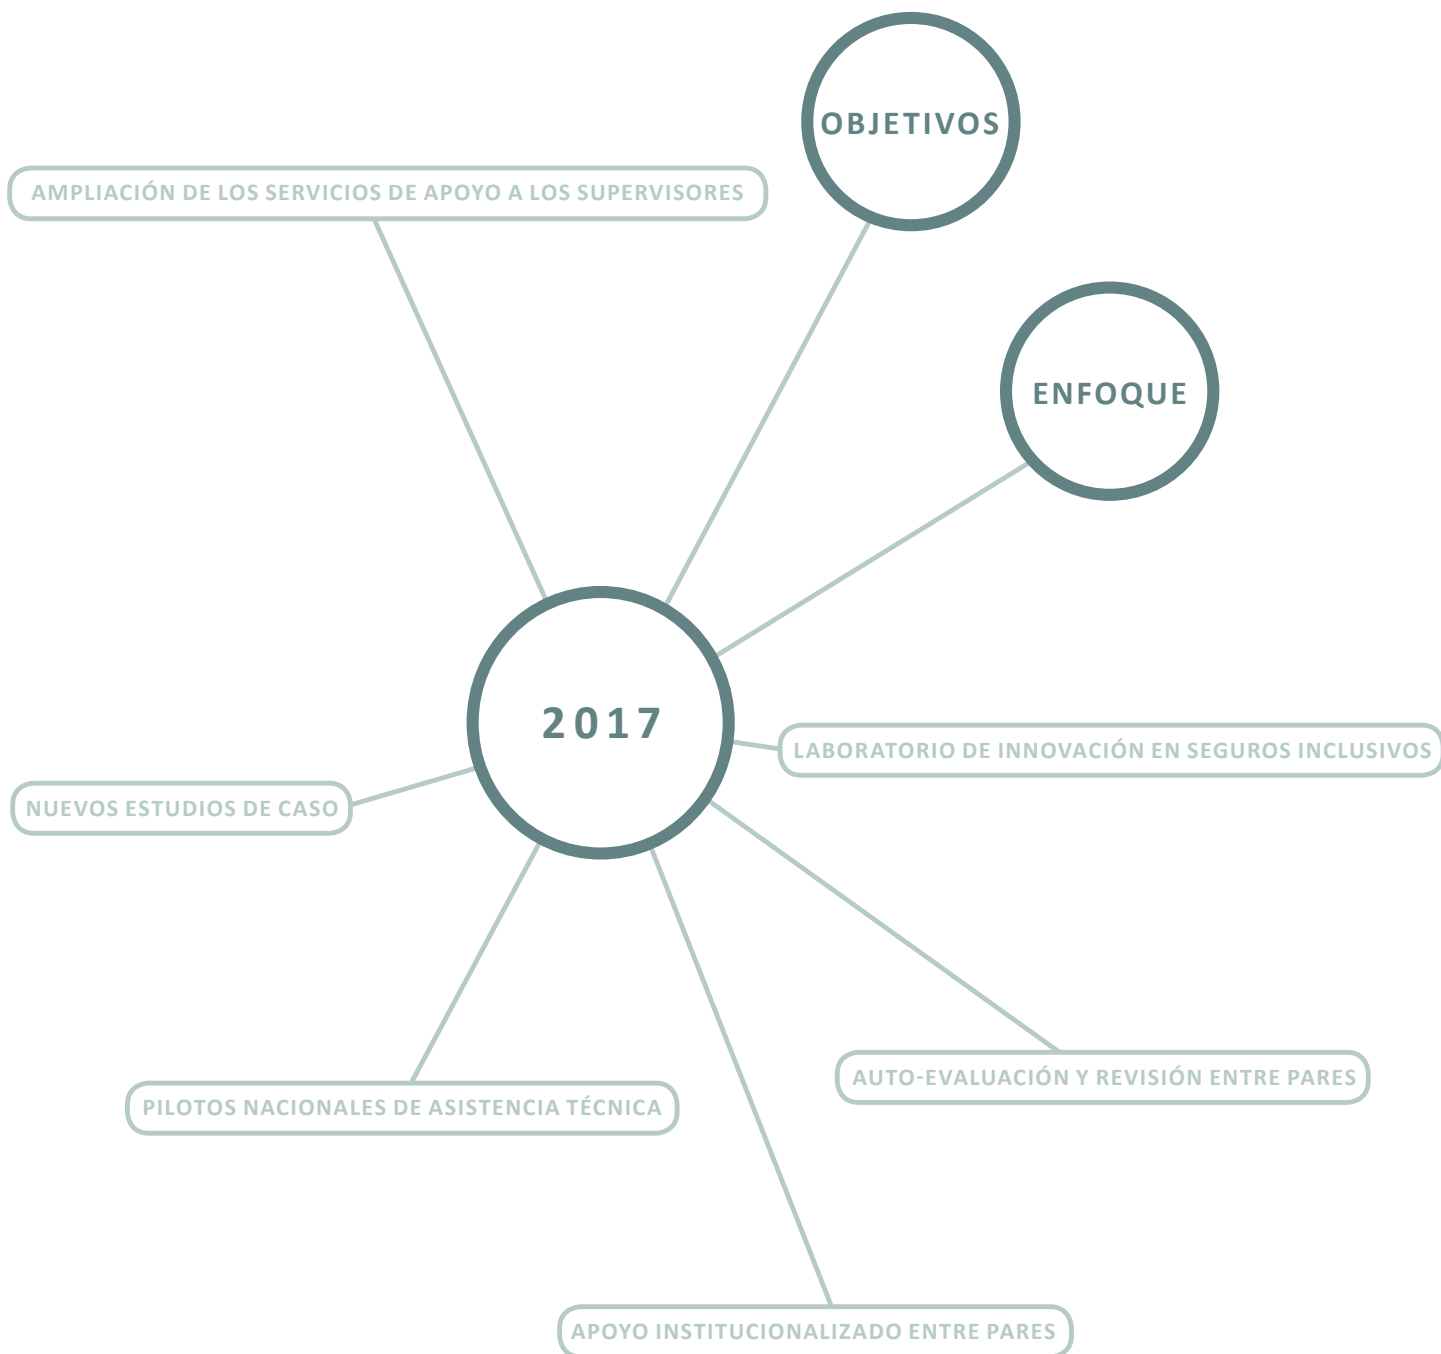 OBJETIVOS
AMPLIACIÓN DE LOS SERVICIOS DE APOYO A LOS SUPERVISORES
ENFOQUE
2017
LABORATORIO DE INNOVACIÓN EN SEGUROS INCLUSIVOS
NUEVOS ESTUDIOS DE CASO
AUTO-EVALUACIÓN Y REVISIÓN ENTRE PARES
PILOTOS NACIONALES DE ASISTENCIA TÉCNICA
APOYO INSTITUCIONALIZADO ENTRE PARES